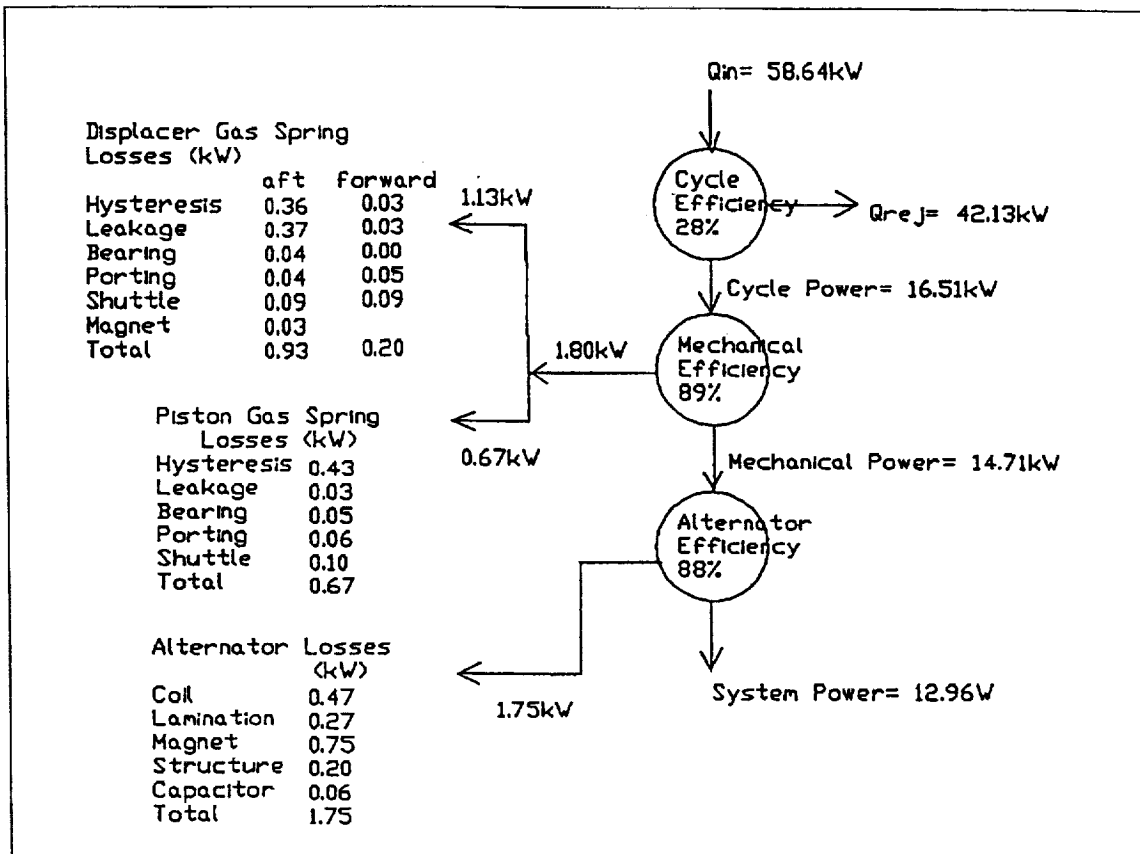 Qin= 58.64kW
Displacer Gas Spring
Losses (kW)
aft forward
Hysteresis 0.36 0.03
Leakage 0.37 0.03
Bearing 0.04 0.00
Porting 0.04 0.05
Shuttle 0.09 0.09
Magnet 0.03
Total 0.93 0.20
1.13kW
Cycle
Efficiency
28%
Qrej= 42.13kW
Cycle Power= 16.51kW
1.80kW
Mechanical
Efficiency
89%
Piston Gas Spring
Losses (kW)
Hysteresis 0.43
Leakage 0.03
Bearing 0.05
Porting 0.06
Shuttle 0.10
Total 0.67
0.67kW
Mechanical Power= 14.71kW
Alternator
Efficiency
88%
Alternator Losses
(kW)
Coil 0.47
Lamination 0.27
Magnet 0.75
Structure 0.20
Capacitor 0.06
Total 1.75
1.75kW
System Power= 12.96W